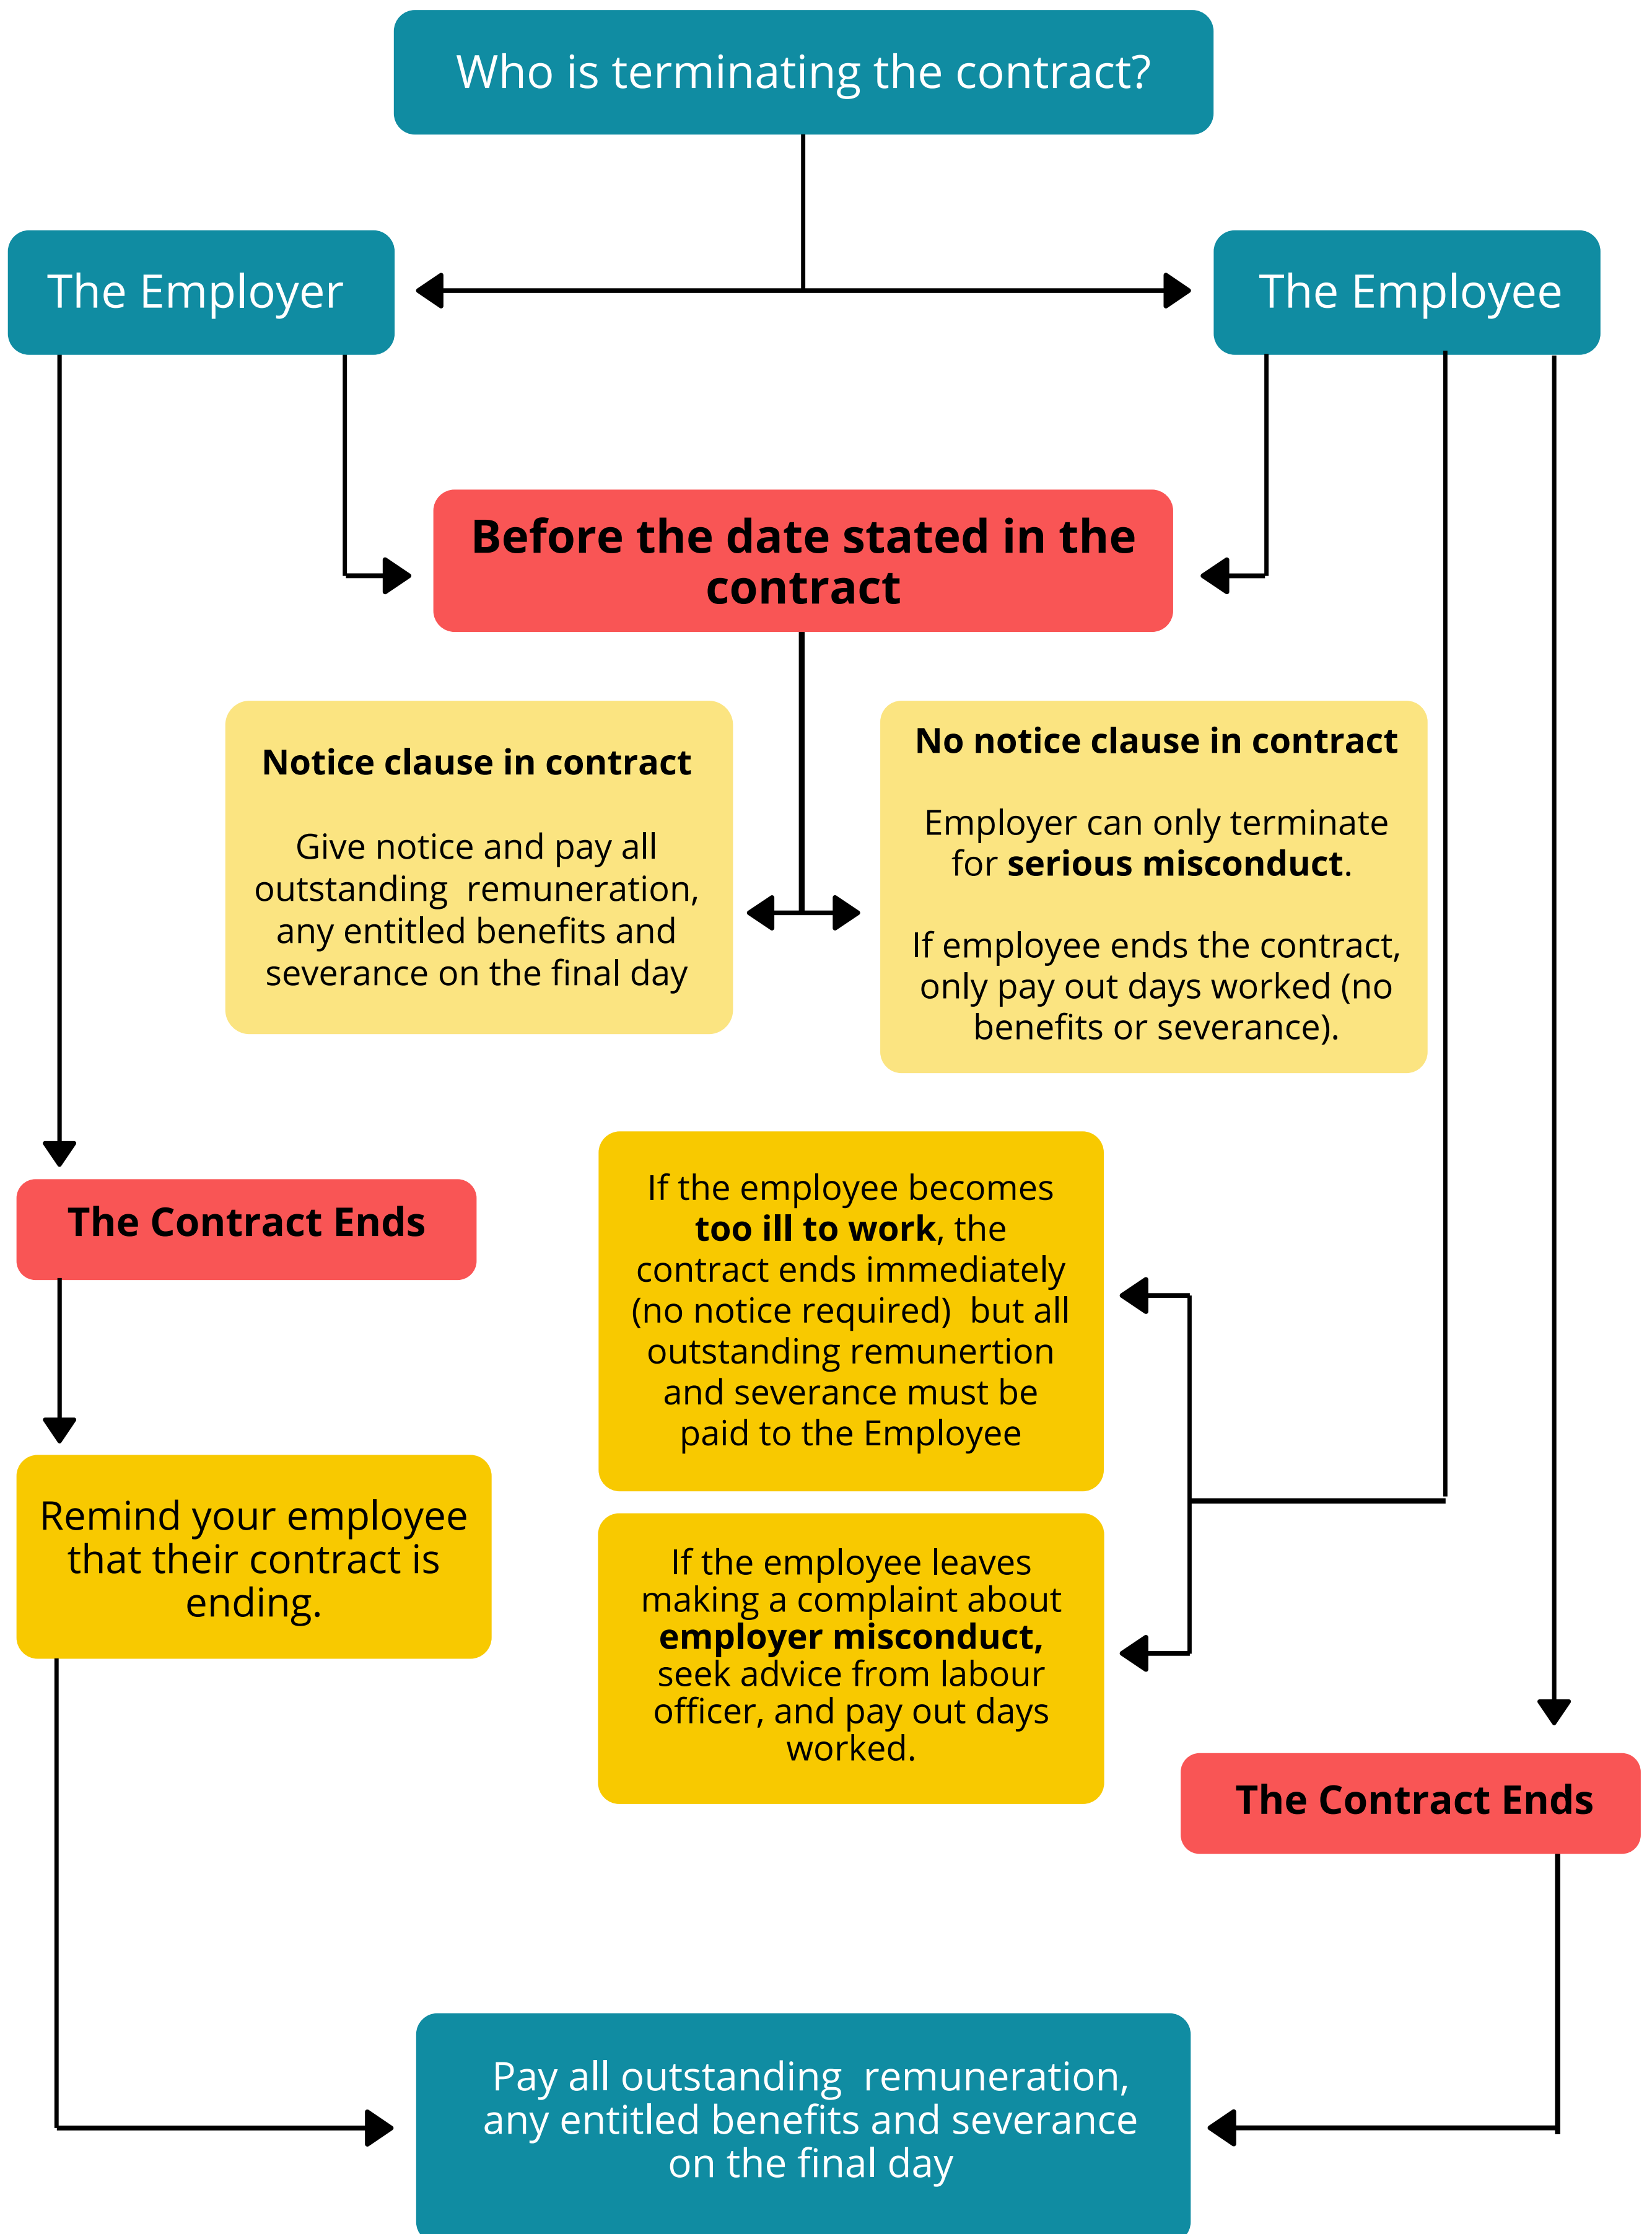 Who is terminating the contract?
The Employer
The Employee
Before the date stated in the
contract
Notice clause in contract
Give notice and pay all
outstanding remuneration,
any entitled benefits and
severance on the final day
No notice clause in contract
Employer can only terminate
for serious misconduct.
If employee ends the contract,
only pay out days worked (no
benefits or severance).
The Contract Ends
If the employee becomes
too ill to work, the
contract ends immediately
(no notice required) but all
outstanding remunertion
and severance must be
paid to the Employee
Remind your employee
that their contract is
ending.
If the employee leaves
making a complaint about
employer misconduct,
seek advice from labour
officer, and pay out days
worked.
The Contract Ends
Pay all outstanding remuneration,
any entitled benefits and severance
on the final day